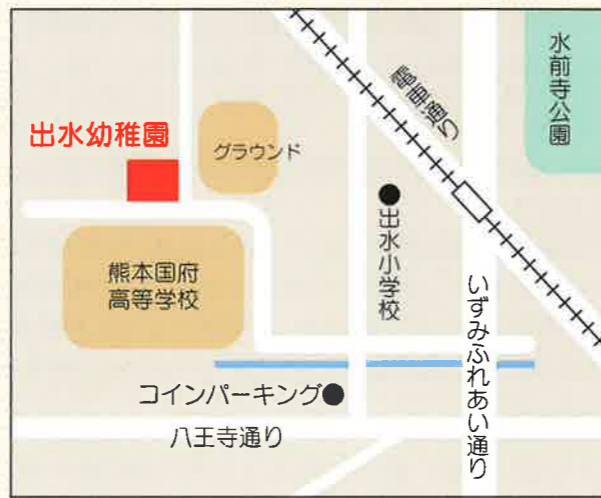 出水幼稚園
グラウンド
電車通り
水前寺公園
熊本国府
高等学校
出水小学校
いずみふれあい通り
コインパーキング
八王寺通り